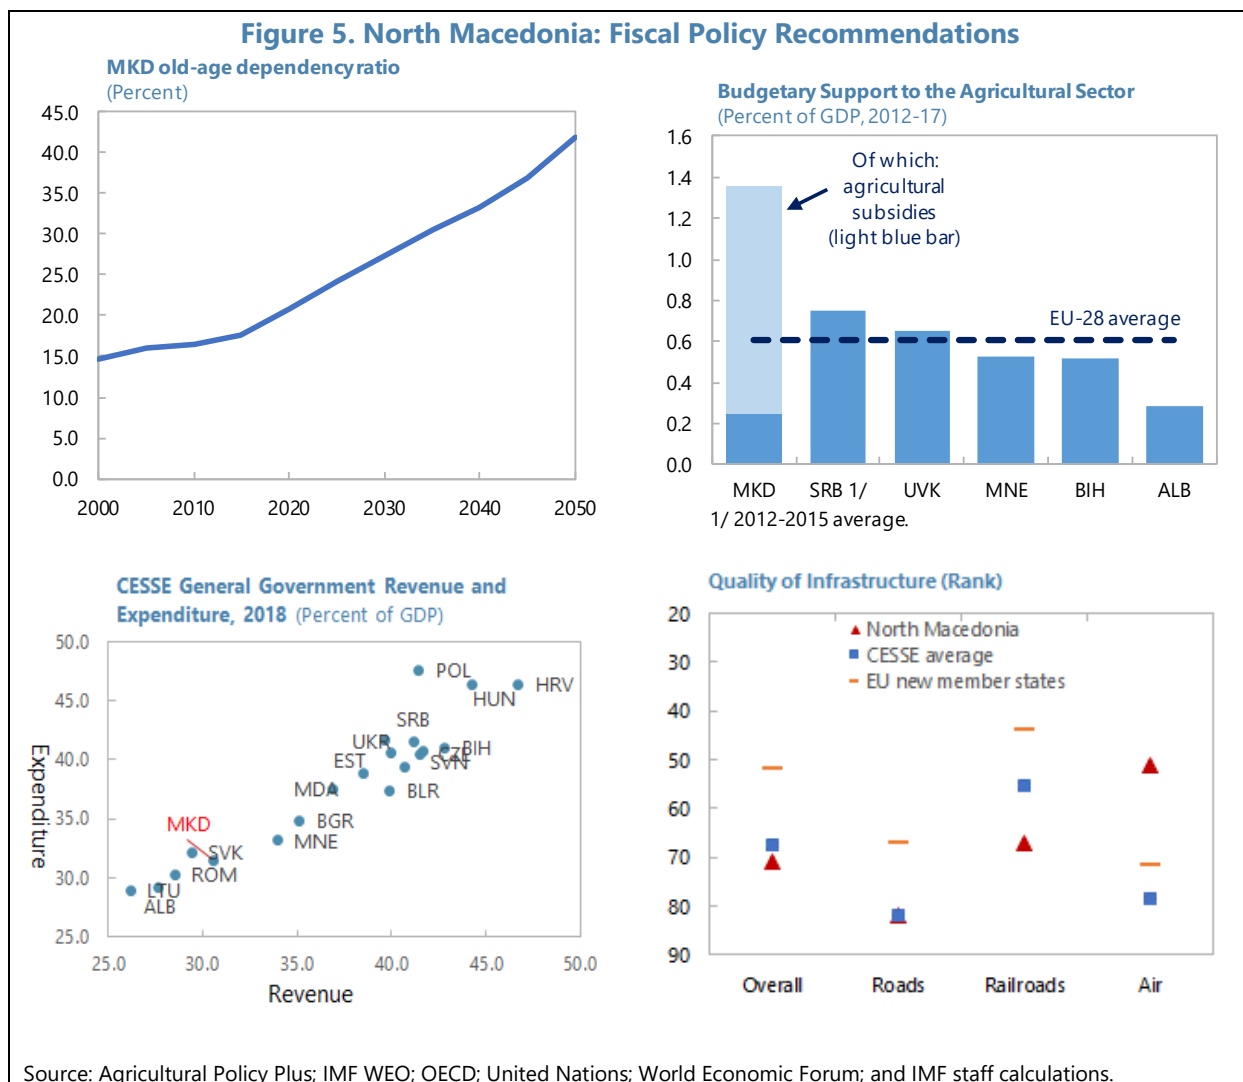 Figure 5. North Macedonia: Fiscal Policy Recommendations
MKD old-age dependency ratio
(Percent)
45.0
40.0
35.0
30.0
25.0
20.0
15.0
10.0
5.0
0.0
2000 2010 2020 2030 2040 2050
Budgetary Support to the Agricultural Sector
(Percent of GDP, 2012-17)
1.6
1.4
1.2
1.0
0.8
0.6
0.4
0.2
0.0
Of which:
agricultural
subsidies
(light blue bar)
EU-28 average
MKD SRB 1/ UVK MNE BIH ALB
1/ 2012-2015 average.
CESSE General Government Revenue and
Expenditure, 2018 (Percent of GDP)
50.0
45.0
40.0
35.0
30.0
25.0
Expenditure
POL
HUN
HRV
SRB
UKR
CZE
BIH
EST
SVN
MDA
BLR
BGR
MKD
MNE
SVK
ROM
LTU
ALB
25.0 30.0 35.0 40.0 45.0 50.0
Revenue
Quality of Infrastructure (Rank)
20
30
40
50
60
70
80
90
North Macedonia
CESSE average
EU new member states
Overall Roads Railroads Air
Source: Agricultural Policy Plus; IMF WEO; OECD; United Nations; World Economic Forum; and IMF staff calculations.